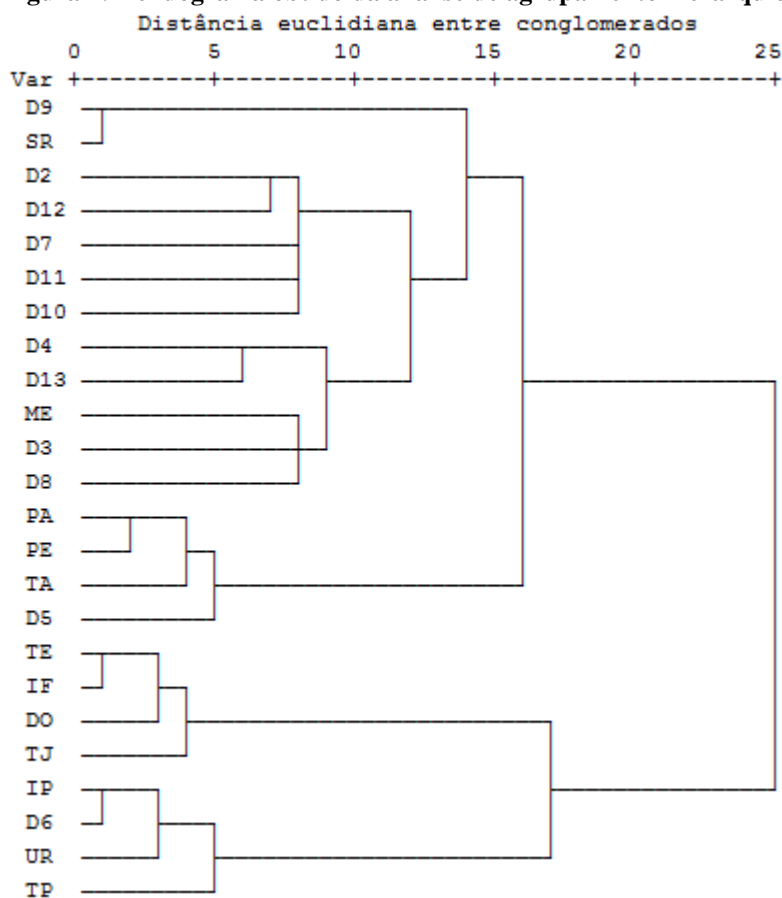 Distância euclidiana entre conglomerados
0 5 10 15 20 25
Var +---------+---------+---------+---------+---------+
D9
SR
D2
D12
D7
D11
D10
D4
D13
ME
D3
D8
PA
PE
TA
D5
TE
IF
DO
TJ
IP
D6
UR
TP